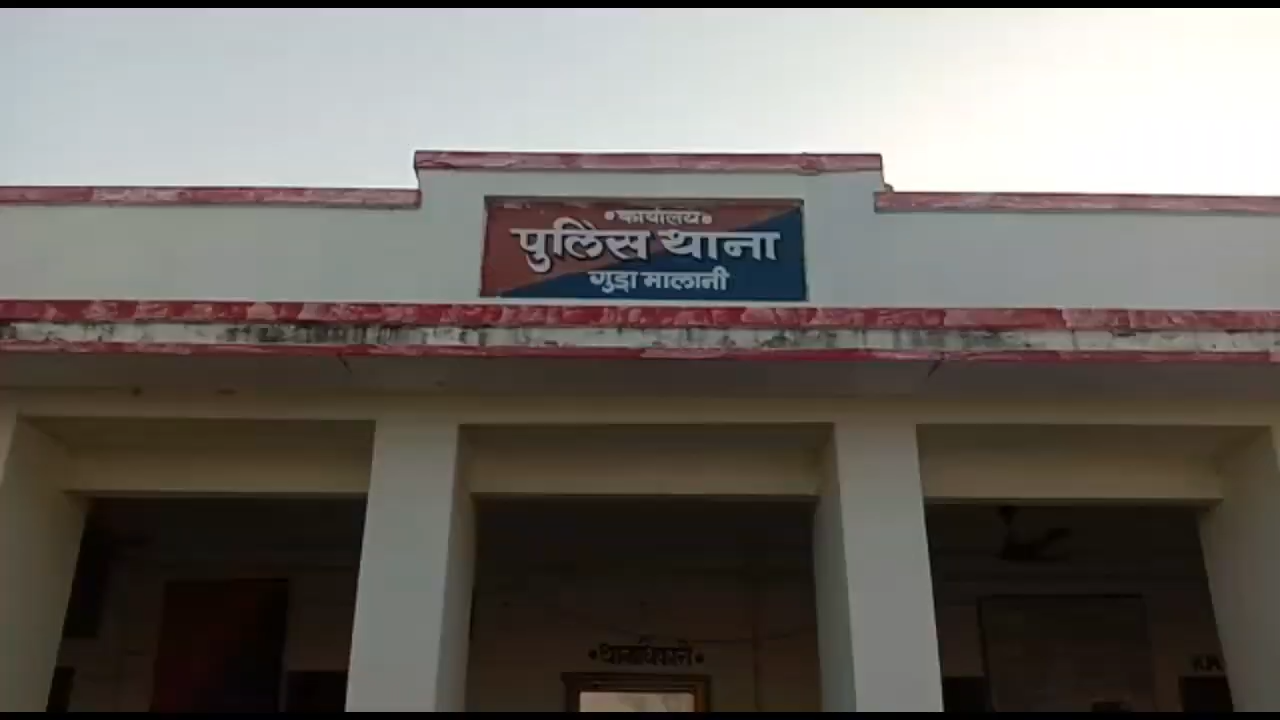 कार्यालय
पुलिस थाना
गुड़ा मालानी
थानाधिकारी